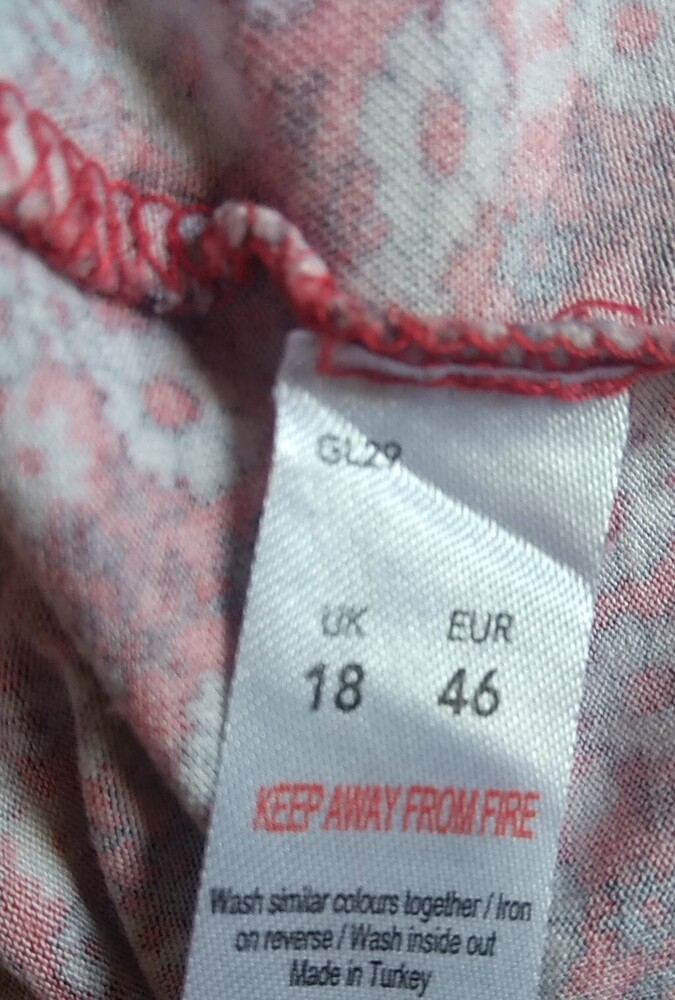 GL29
UK EUR
18 46
KEEP AWAY FROM FIRE
Wash similar colours together / Iron
on reverse / Wash inside out
Made in Turkey